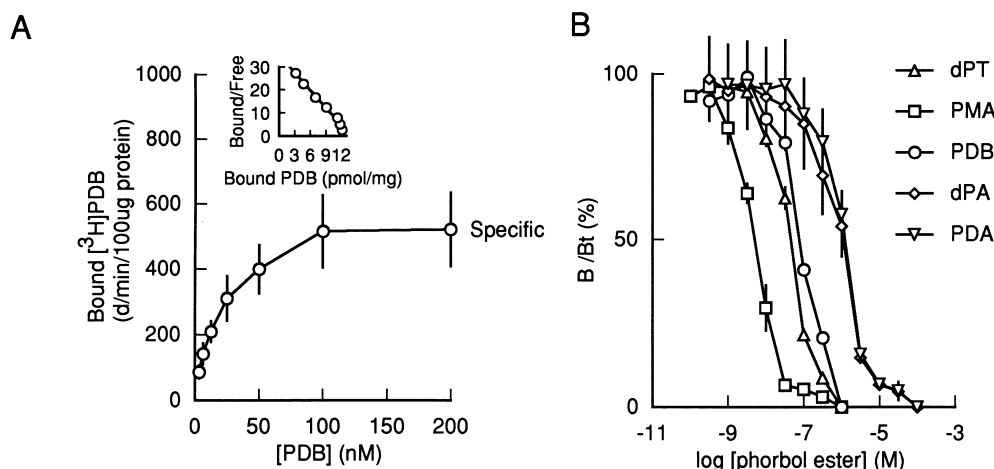 A
Bound [³H]PDB
(d/min/100ug protein)
1000
800
600
400
200
0
0 50 100 150 200
[PDB] (nM)
Specific
Bound/Free
30
20
10
0
0 3 6 9 12
Bound PDB (pmol/mg)
B
B /Bt (%)
100
50
0
-11 -9 -7 -5 -3
log [phorbol ester] (M)
dPT
PMA
PDB
dPA
PDA